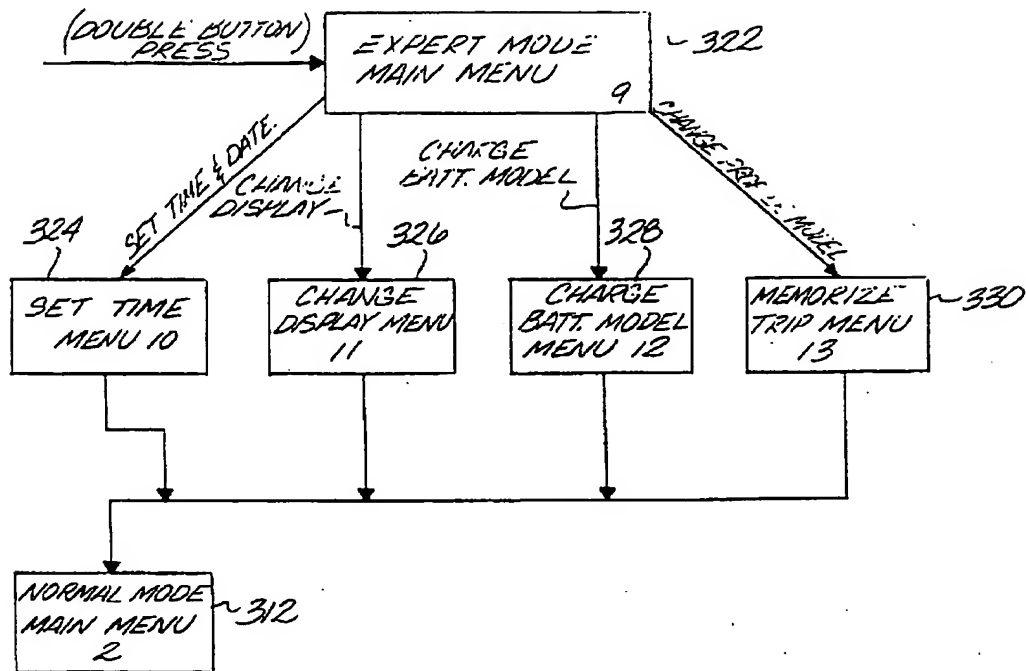 (DOUBLE BUTTON)
PRESS
EXPERT MODE
MAIN MENU
9
322
SET TIME & DATE.
CHANGE
DISPLAY
CHARGE
BATT. MODEL
CHANGE MODEL
324
326
328
330
SET TIME
MENU 10
CHANGE
DISPLAY MENU
11
CHARGE
BATT. MODEL
MENU 12
MEMORIZE
TRIP MENU
13
NORMAL MODE
MAIN MENU
2
312